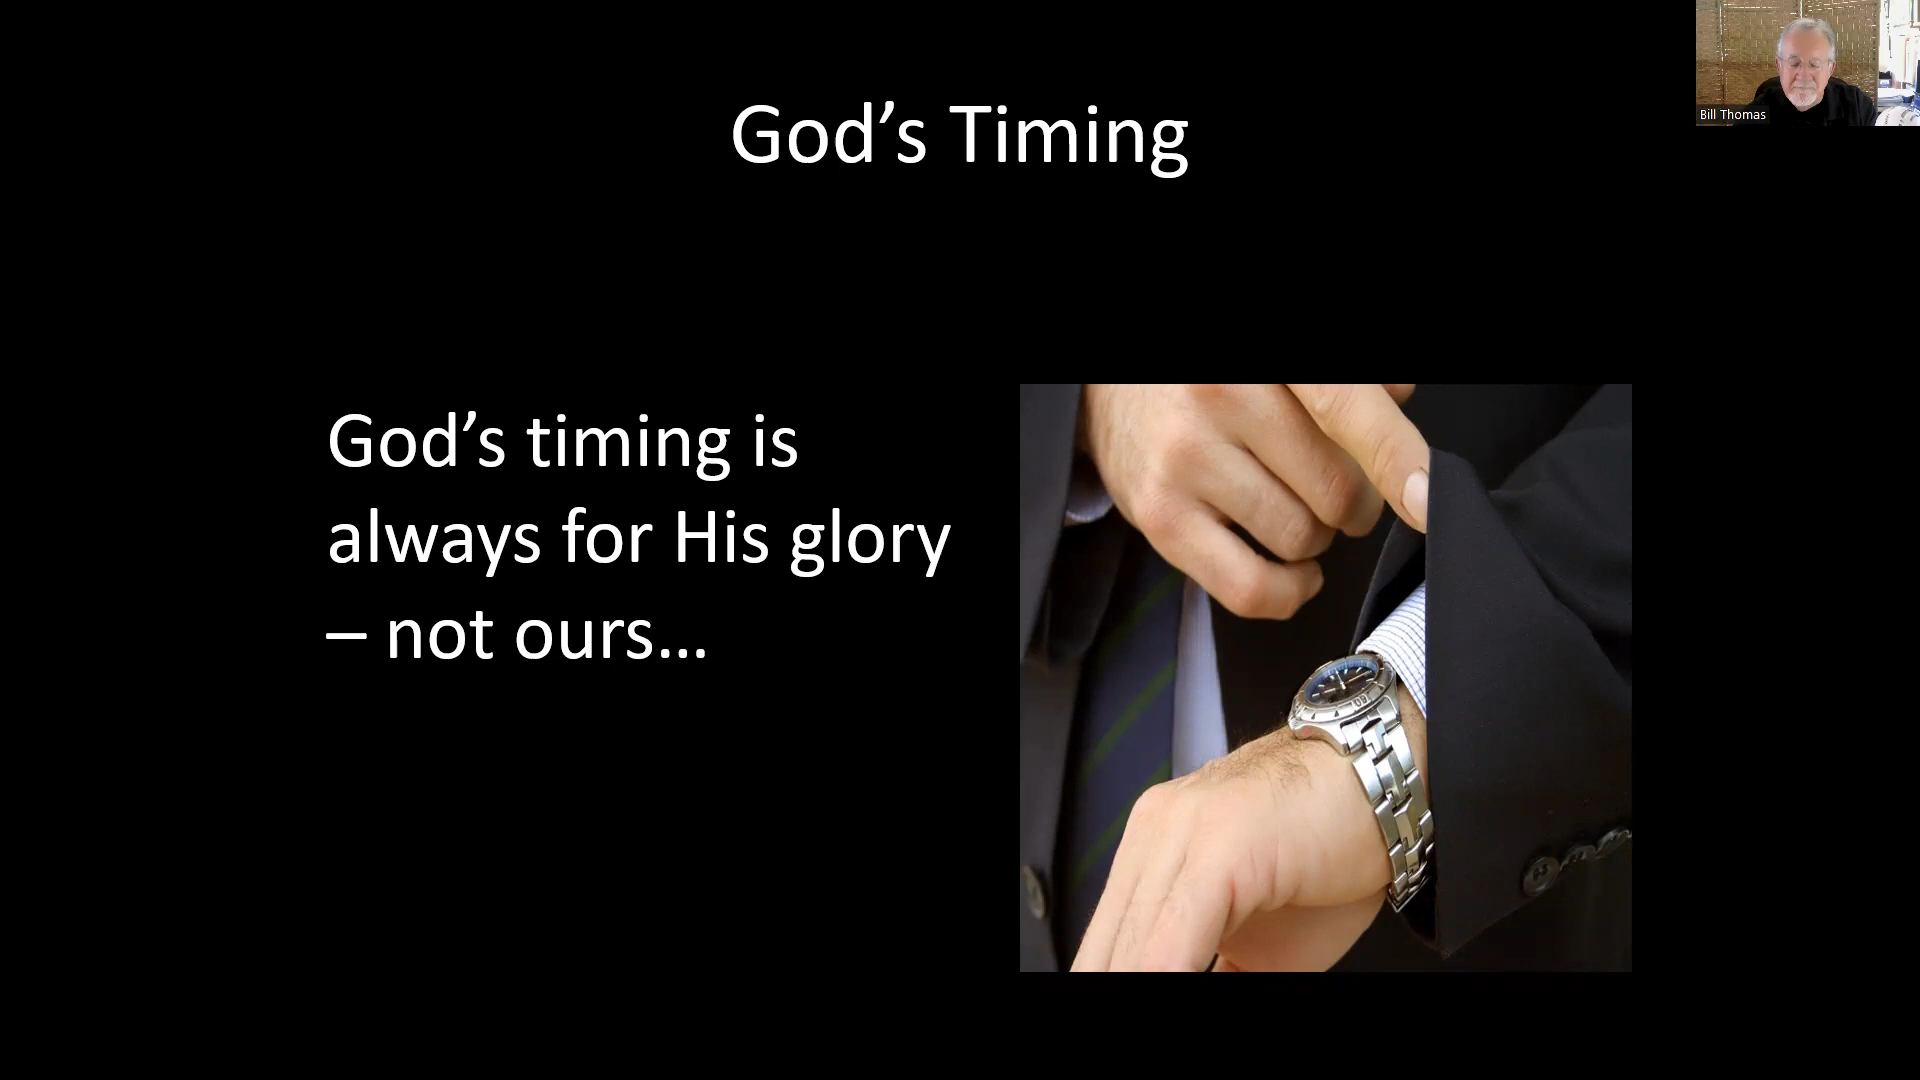 God’s Timing
Bill Thomas
God’s timing is
always for His glory
– not ours…